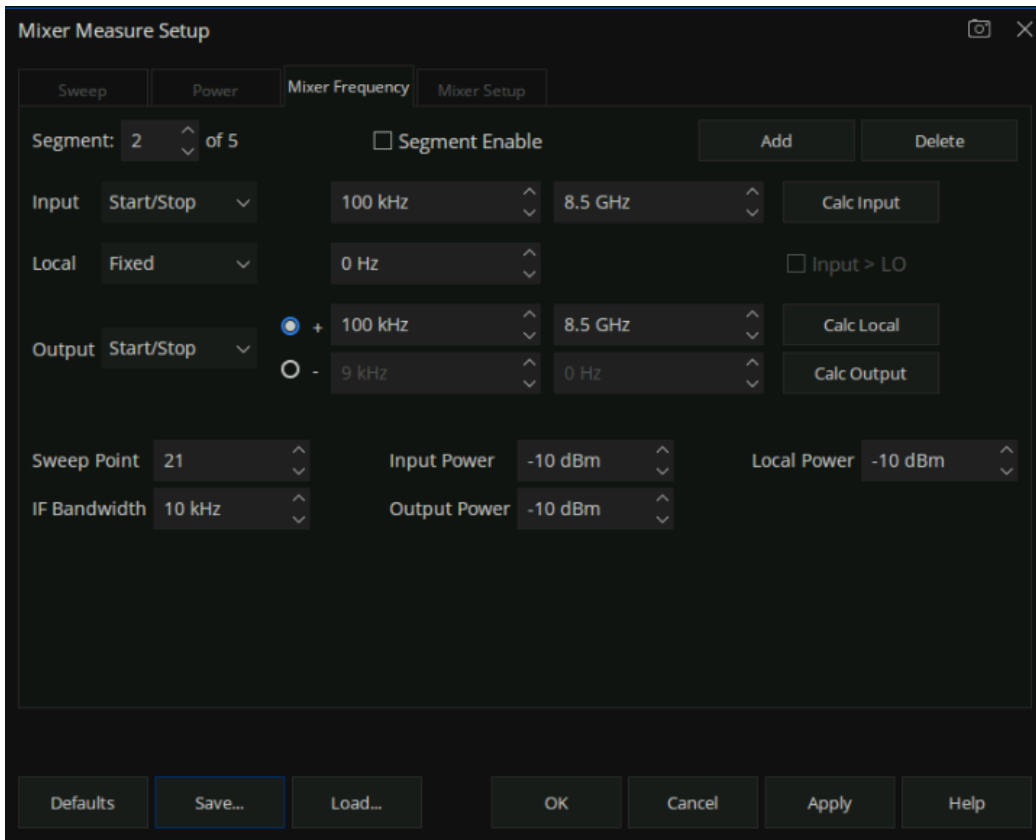 Mixer Measure Setup
Sweep Power Mixer Frequency Mixer Setup
Segment: 2 of 5 Segment Enable Add Delete
Input Start/Stop 100 kHz 8.5 GHz Calc Input
Local Fixed 0 Hz Input > LO
Output Start/Stop + 100 kHz 8.5 GHz Calc Local
- 9 kHz 0 Hz Calc Output
Sweep Point 21 Input Power -10 dBm Local Power -10 dBm
IF Bandwidth 10 kHz Output Power -10 dBm
Defaults Save... Load... OK Cancel Apply Help